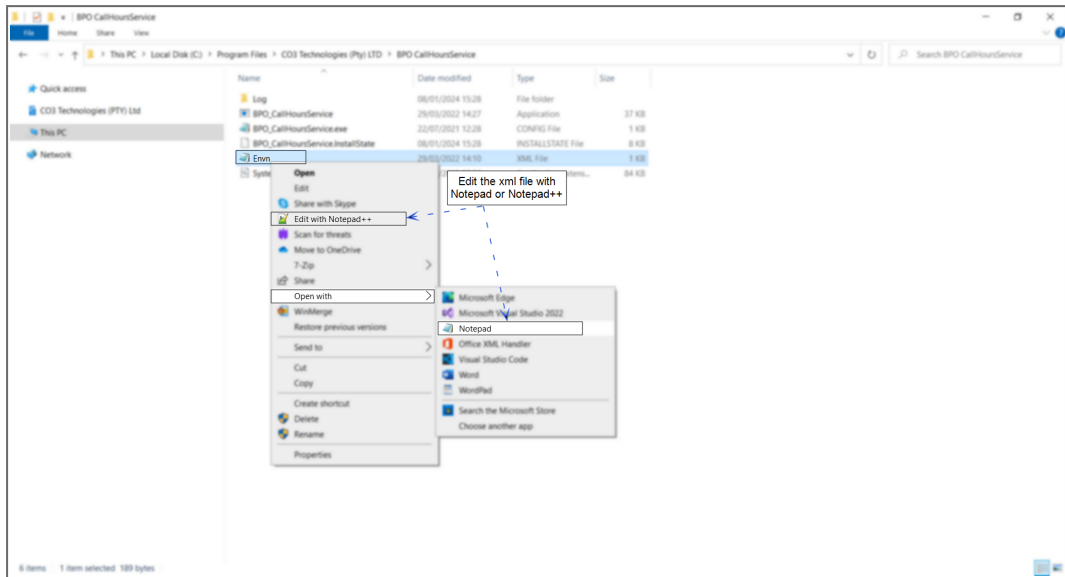 BPO CallHoursService
File Home Share View
This PC > Local Disk (C:) > Program Files > CO3 Technologies (Pty) LTD > BPO CallHoursService
Search BPO CallHoursService
Quick access
CO3 Technologies (PTY) Ltd
This PC
Network
Name Date modified Type Size
Log 08/01/2024 15:28 File folder
BPO_CallHoursService 29/03/2022 14:27 Application 37 KB
BPO_CallHoursService.exe 22/07/2021 12:28 CONFIG File 1 KB
BPO_CallHoursService.InstallState 08/01/2024 15:28 INSTALLSTATE File 8 KB
Envn 29/03/2022 14:10 XML File 1 KB
Syste 84 KB
Edit the xml file with
Notepad or Notepad++
Open
Edit
Share with Skype
Edit with Notepad++
Scan for threats
Move to OneDrive
7-Zip
Share
Open with
WinMerge
Restore previous versions
Send to
Cut
Copy
Create shortcut
Delete
Rename
Properties
Microsoft Edge
Microsoft Visual Studio 2022
Notepad
Office XML Handler
Visual Studio Code
Word
WordPad
Search the Microsoft Store
Choose another app
6 items 1 item selected 189 bytes